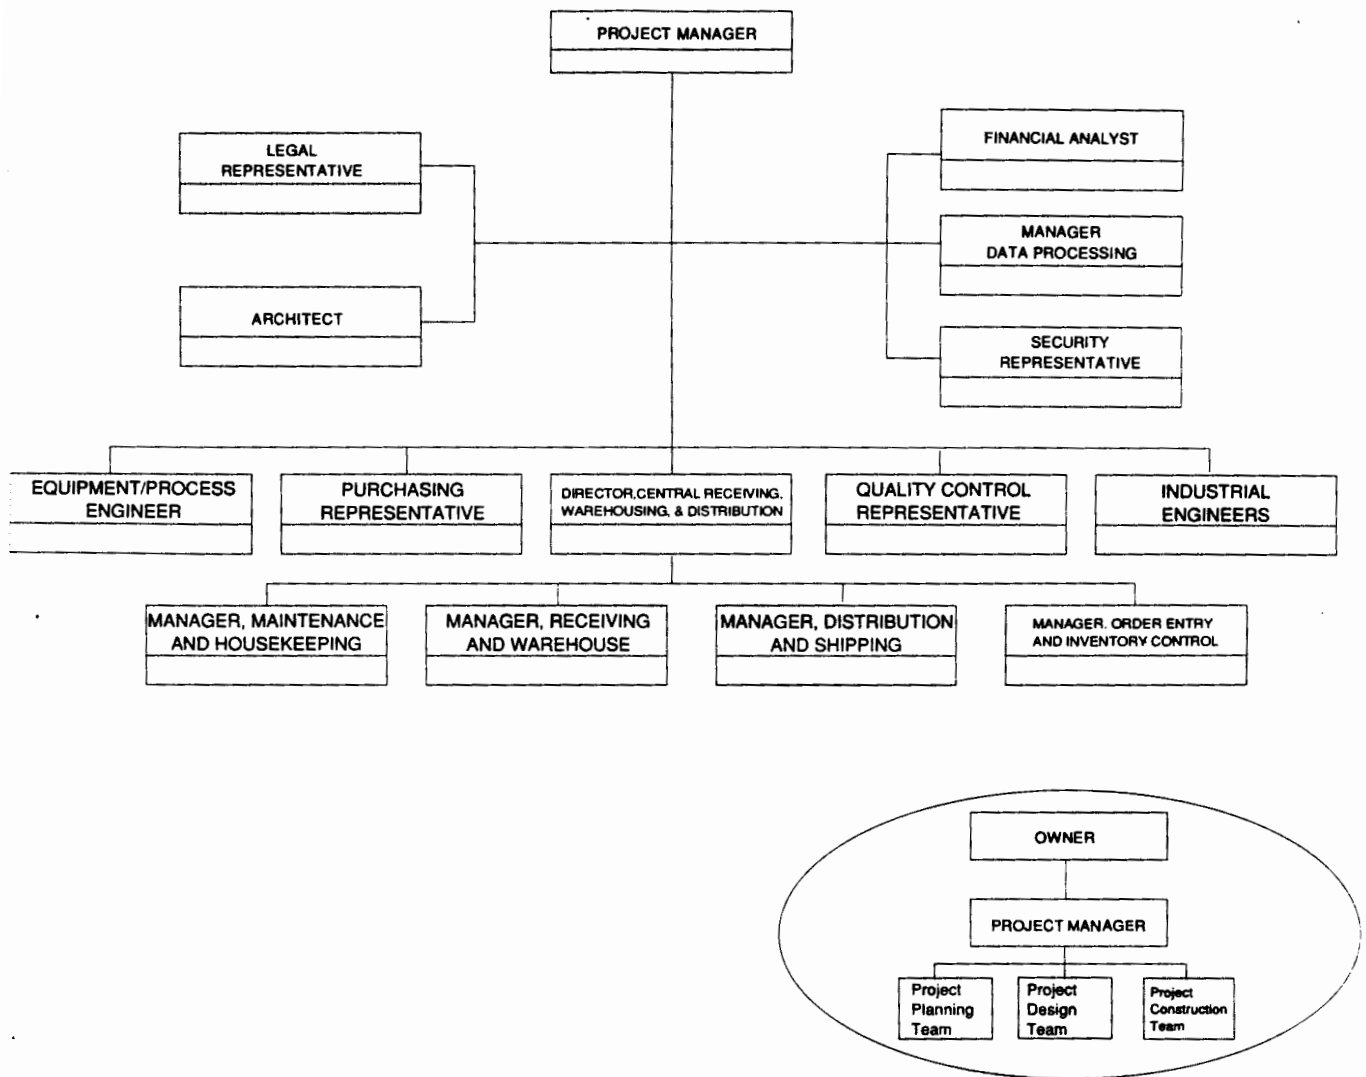 PROJECT MANAGER
LEGAL
REPRESENTATIVE
ARCHITECT
FINANCIAL ANALYST
MANAGER
DATA PROCESSING
SECURITY
REPRESENTATIVE
EQUIPMENT/PROCESS
ENGINEER
PURCHASING
REPRESENTATIVE
DIRECTOR,CENTRAL RECEIVING,
WAREHOUSING, & DISTRIBUTION
QUALITY CONTROL
REPRESENTATIVE
INDUSTRIAL
ENGINEERS
MANAGER, MAINTENANCE
AND HOUSEKEEPING
MANAGER, RECEIVING
AND WAREHOUSE
MANAGER, DISTRIBUTION
AND SHIPPING
MANAGER. ORDER ENTRY
AND INVENTORY CONTROL
OWNER
PROJECT MANAGER
Project
Planning
Team
Project
Design
Team
Project
Construction
Team